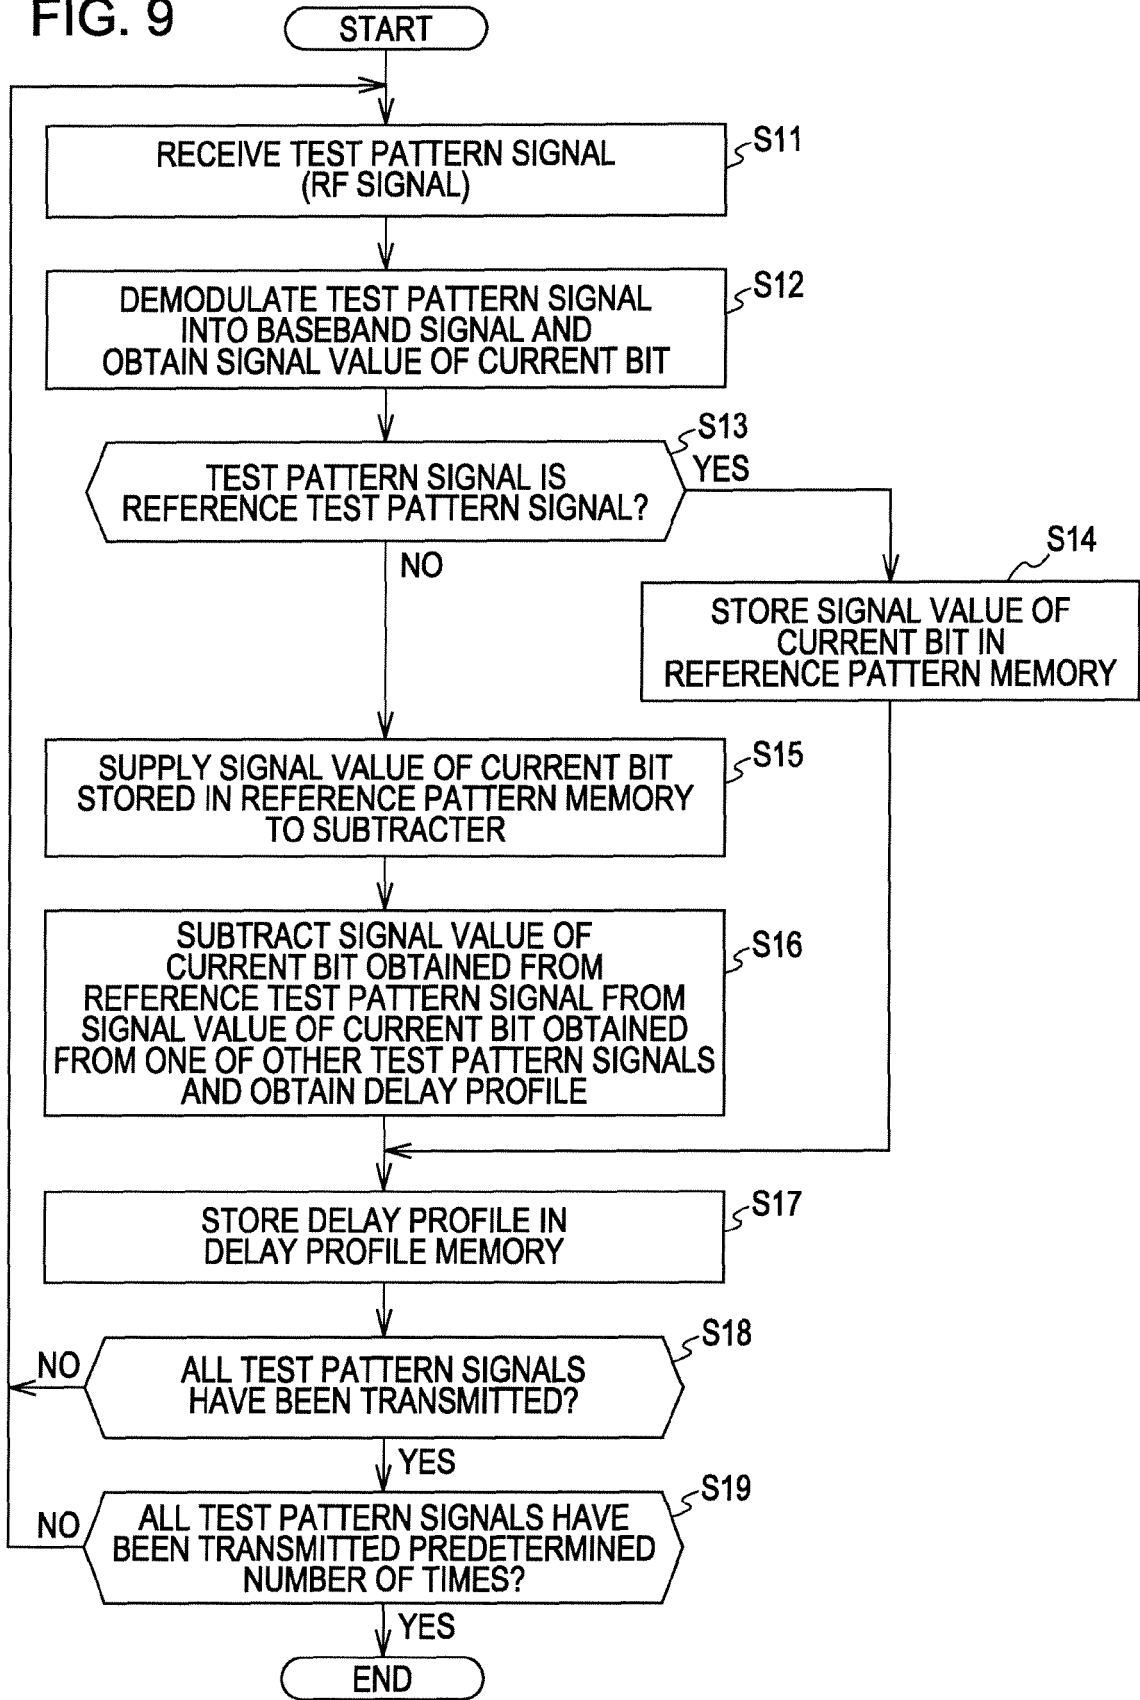 FIG. 9
START
RECEIVE TEST PATTERN SIGNAL
(RF SIGNAL)
S11
DEMODULATE TEST PATTERN SIGNAL
INTO BASEBAND SIGNAL AND
OBTAIN SIGNAL VALUE OF CURRENT BIT
S12
TEST PATTERN SIGNAL IS
REFERENCE TEST PATTERN SIGNAL?
S13
YES
NO
S14
STORE SIGNAL VALUE OF
CURRENT BIT IN
REFERENCE PATTERN MEMORY
SUPPLY SIGNAL VALUE OF CURRENT BIT
STORED IN REFERENCE PATTERN MEMORY
TO SUBTRACTER
S15
SUBTRACT SIGNAL VALUE OF
CURRENT BIT OBTAINED FROM
REFERENCE TEST PATTERN SIGNAL FROM
SIGNAL VALUE OF CURRENT BIT OBTAINED
FROM ONE OF OTHER TEST PATTERN SIGNALS
AND OBTAIN DELAY PROFILE
S16
STORE DELAY PROFILE IN
DELAY PROFILE MEMORY
S17
ALL TEST PATTERN SIGNALS
HAVE BEEN TRANSMITTED?
S18
NO
YES
ALL TEST PATTERN SIGNALS HAVE
BEEN TRANSMITTED PREDETERMINED
NUMBER OF TIMES?
S19
NO
YES
END